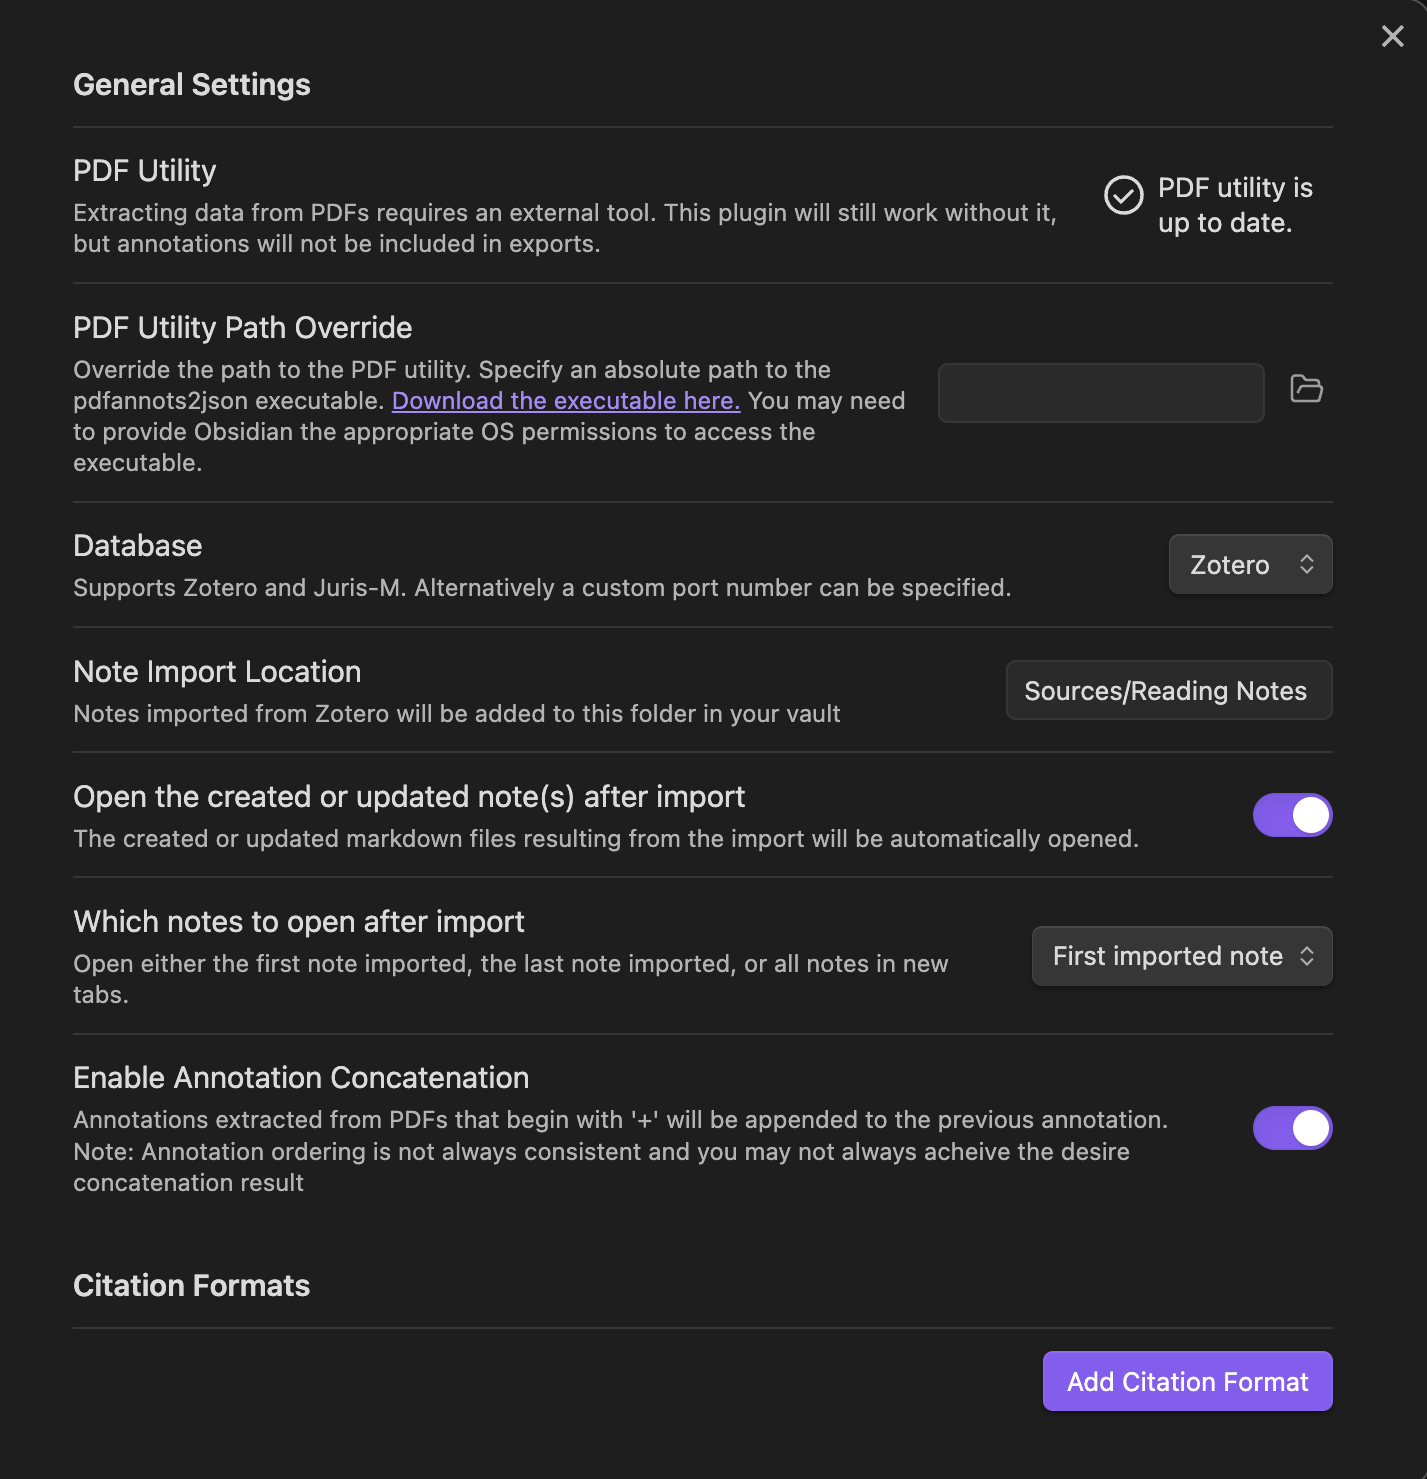 General Settings
PDF Utility
Extracting data from PDFs requires an external tool. This plugin will still work without it,
but annotations will not be included in exports.
PDF utility is
up to date.
PDF Utility Path Override
Override the path to the PDF utility. Specify an absolute path to the
pdfannots2json executable. Download the executable here. You may need
to provide Obsidian the appropriate OS permissions to access the
executable.
Database
Supports Zotero and Juris-M. Alternatively a custom port number can be specified.
Zotero
Note Import Location
Notes imported from Zotero will be added to this folder in your vault
Sources/Reading Notes
Open the created or updated note(s) after import
The created or updated markdown files resulting from the import will be automatically opened.
Which notes to open after import
Open either the first note imported, the last note imported, or all notes in new
tabs.
First imported note
Enable Annotation Concatenation
Annotations extracted from PDFs that begin with '+' will be appended to the previous annotation.
Note: Annotation ordering is not always consistent and you may not always acheive the desire
concatenation result
Citation Formats
Add Citation Format